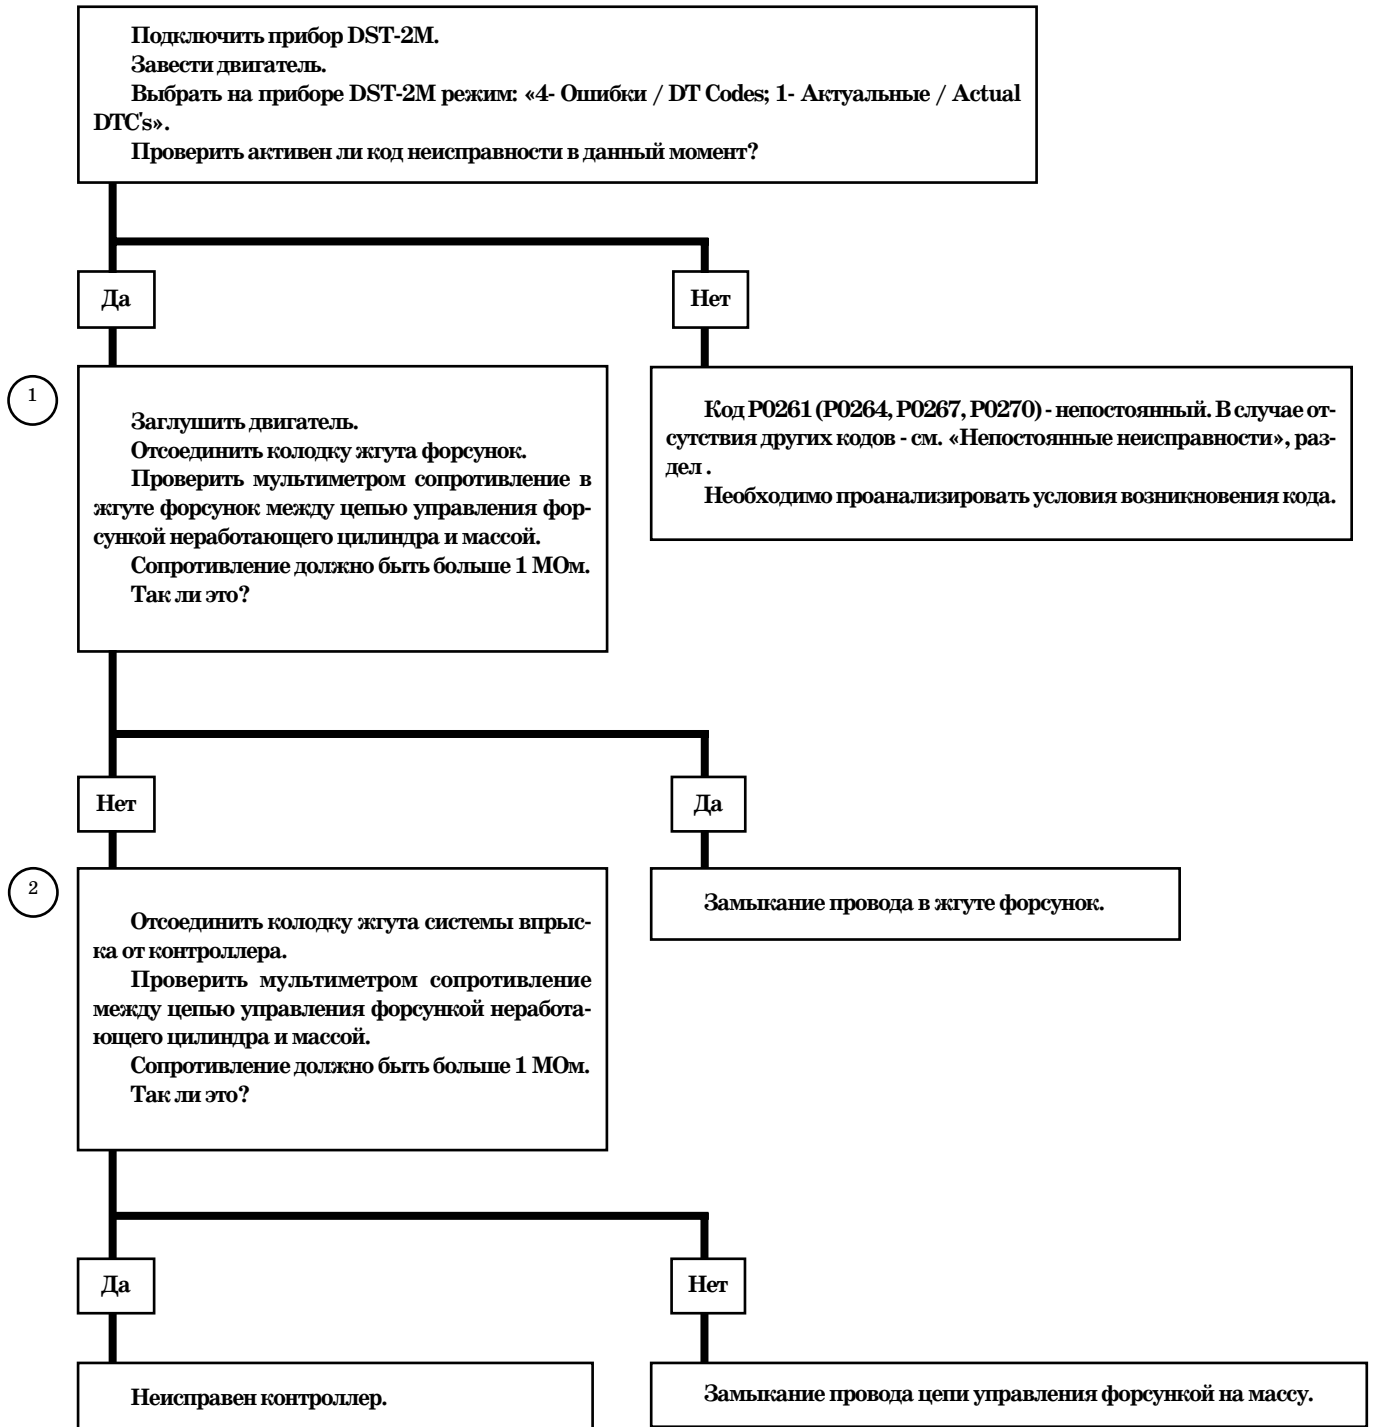 Подключить прибор DST-2M.
Завести двигатель.
Выбрать на приборе DST-2M режим: «4- Ошибки / DT Codes; 1- Актуальные / Actual
DTC's».
Проверить активен ли код неисправности в данный момент?
Да
Нет
1
Заглушить двигатель.
Отсоединить колодку жгута форсунок.
Проверить мультиметром сопротивление в
жгуте форсунок между цепью управления фор-
сункой неработающего цилиндра и массой.
Сопротивление должно быть больше 1 МОм.
Так ли это?
Код P0261 (P0264, P0267, P0270) - непостоянный. В случае от-
сутствия других кодов - см. «Непостоянные неисправности», раз-
дел .
Необходимо проанализировать условия возникновения кода.
Нет
Да
2
Отсоединить колодку жгута системы впрыс-
ка от контроллера.
Проверить мультиметром сопротивление
между цепью управления форсункой неработа-
ющего цилиндра и массой.
Сопротивление должно быть больше 1 МОм.
Так ли это?
Замыкание провода в жгуте форсунок.
Да
Нет
Неисправен контроллер.
Замыкание провода цепи управления форсункой на массу.